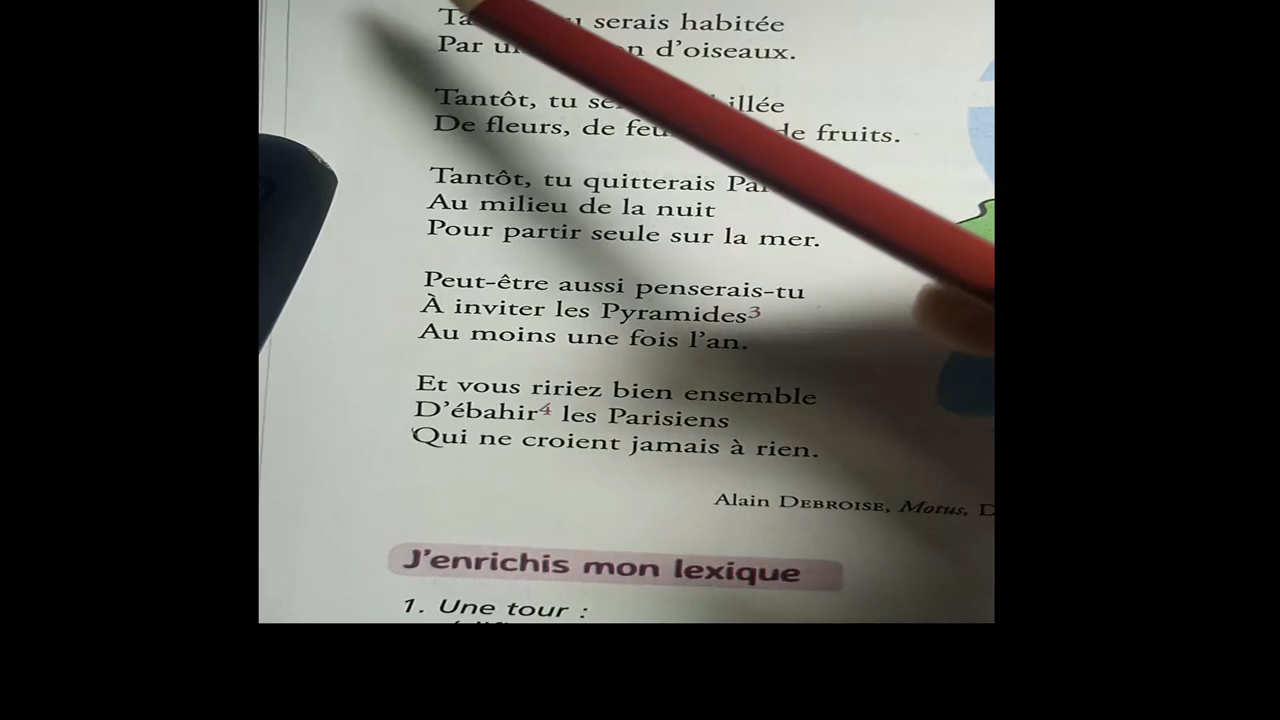 serais habitée
Par d'oiseaux.
Tantôt, tu
De fleurs, de de fruits.
Tantôt, tu quitterais
Au milieu de la nuit
Pour partir seule sur la mer.
Peut-être aussi penserais-tu
À inviter les Pyramides³
Au moins une fois l'an.
Et vous ririez bien ensemble
D'ébahir⁴ les Parisiens
Qui ne croient jamais à rien.
Alain DEBROISE, Motus, D
J'enrichis mon lexique
1. Une tour :